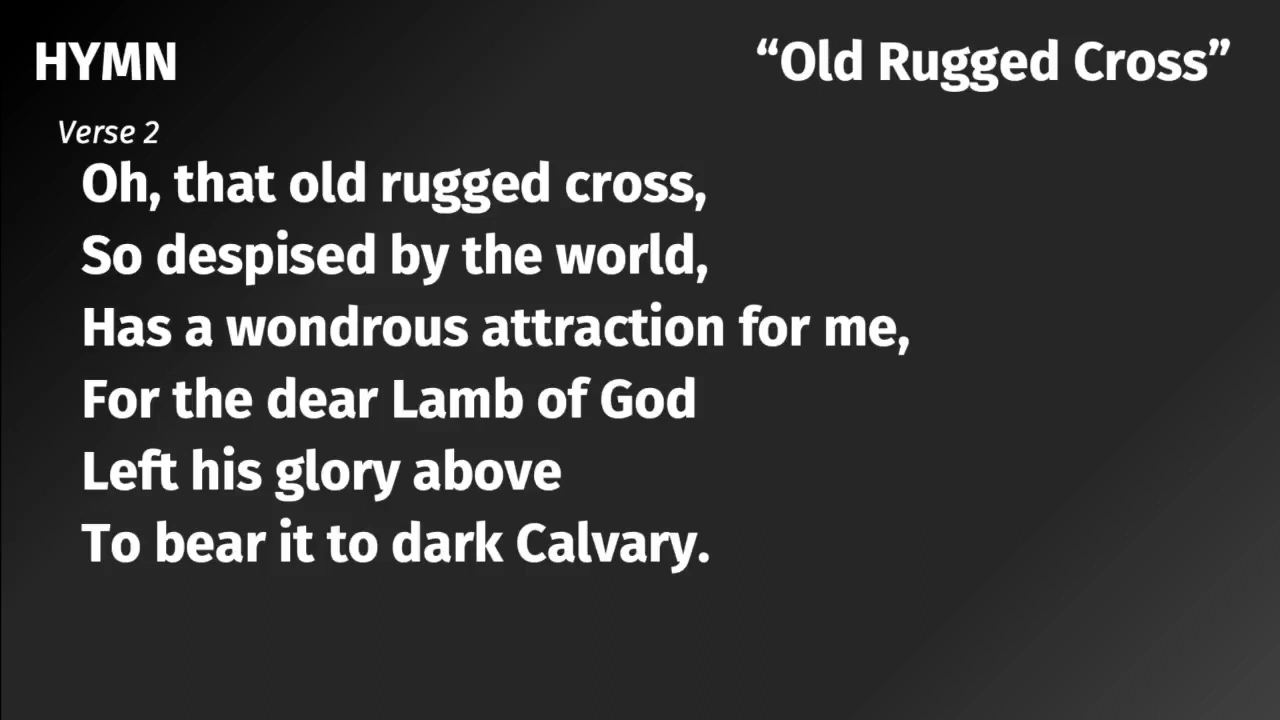 HYMN
“Old Rugged Cross”
Verse 2
Oh, that old rugged cross,
So despised by the world,
Has a wondrous attraction for me,
For the dear Lamb of God
Left his glory above
To bear it to dark Calvary.